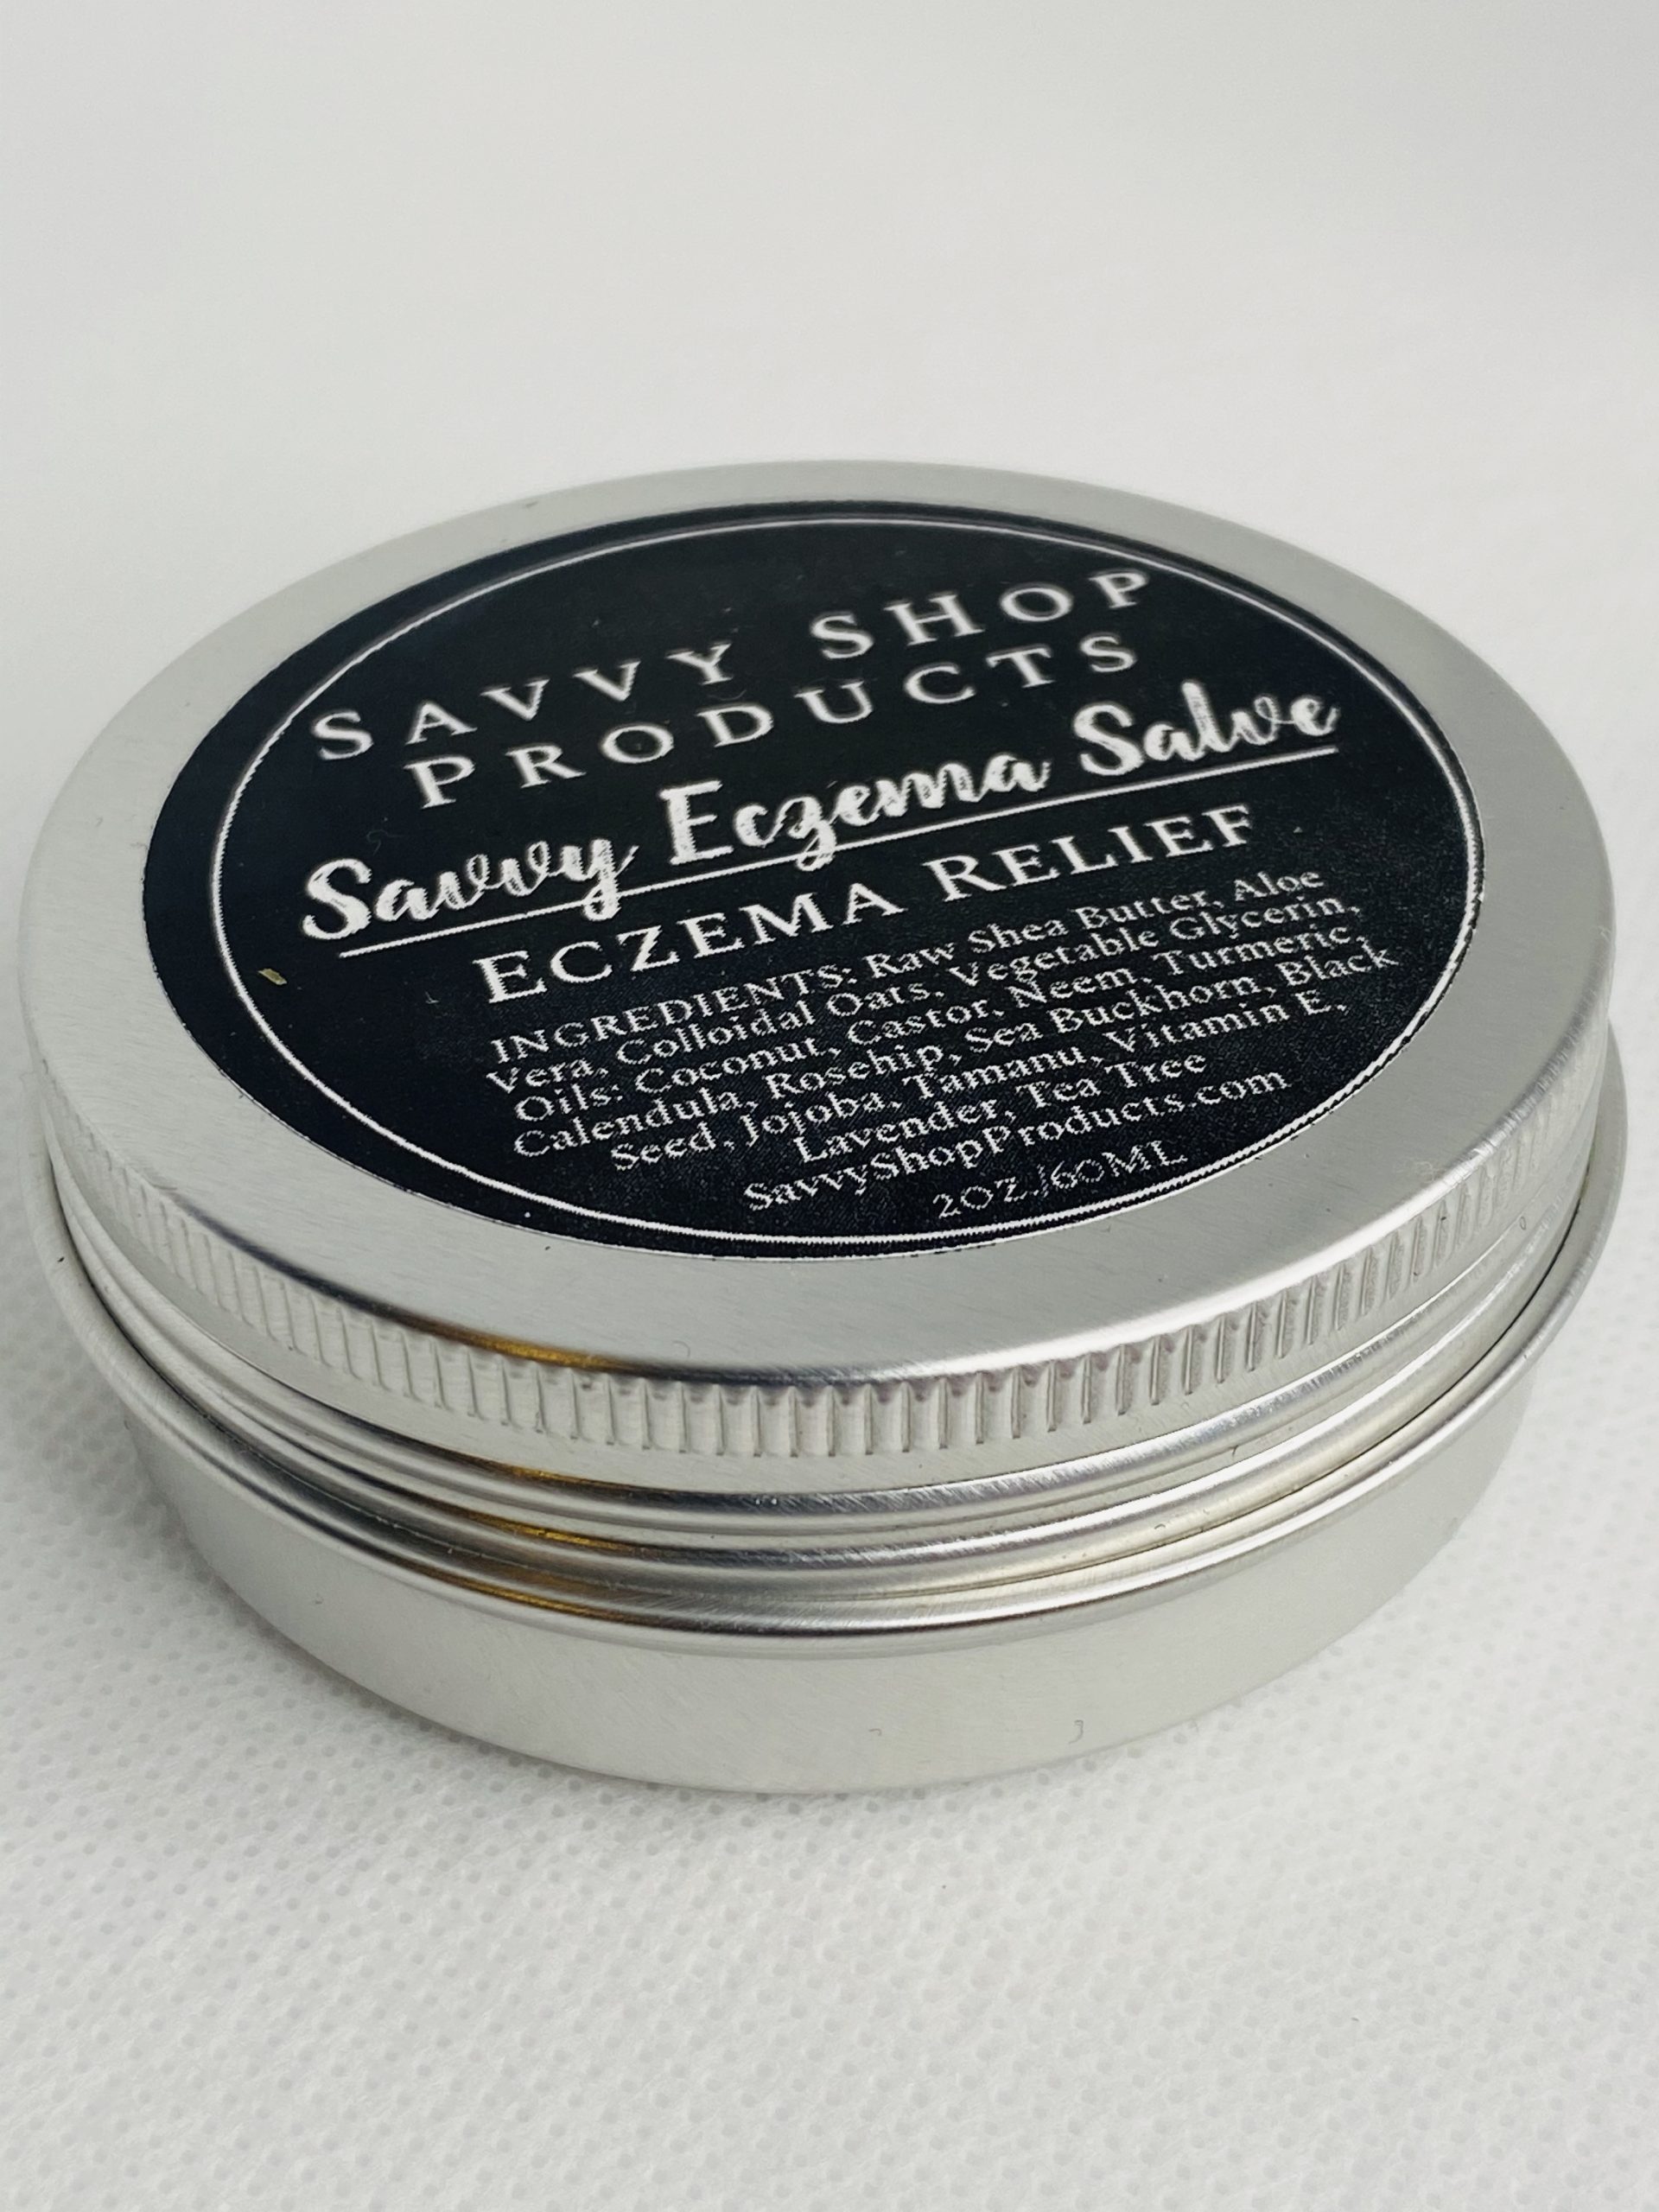 SAVVY SHOP
PRODUCTS
Savvy Eczema Salve
ECZEMA RELIEF
INGREDIENTS: Raw Shea Butter, Aloe
Vera, Colloidal Oats, Vegetable Glycerin,
Oils: Coconut, Castor, Neem, Turmeric,
Calendula, Rosehip, Sea Buckhorn, Black
Seed, Jojoba, Tamanu, Vitamin E,
Lavender, Tea Tree
SavvyShopProducts.com
2OZ./60ML